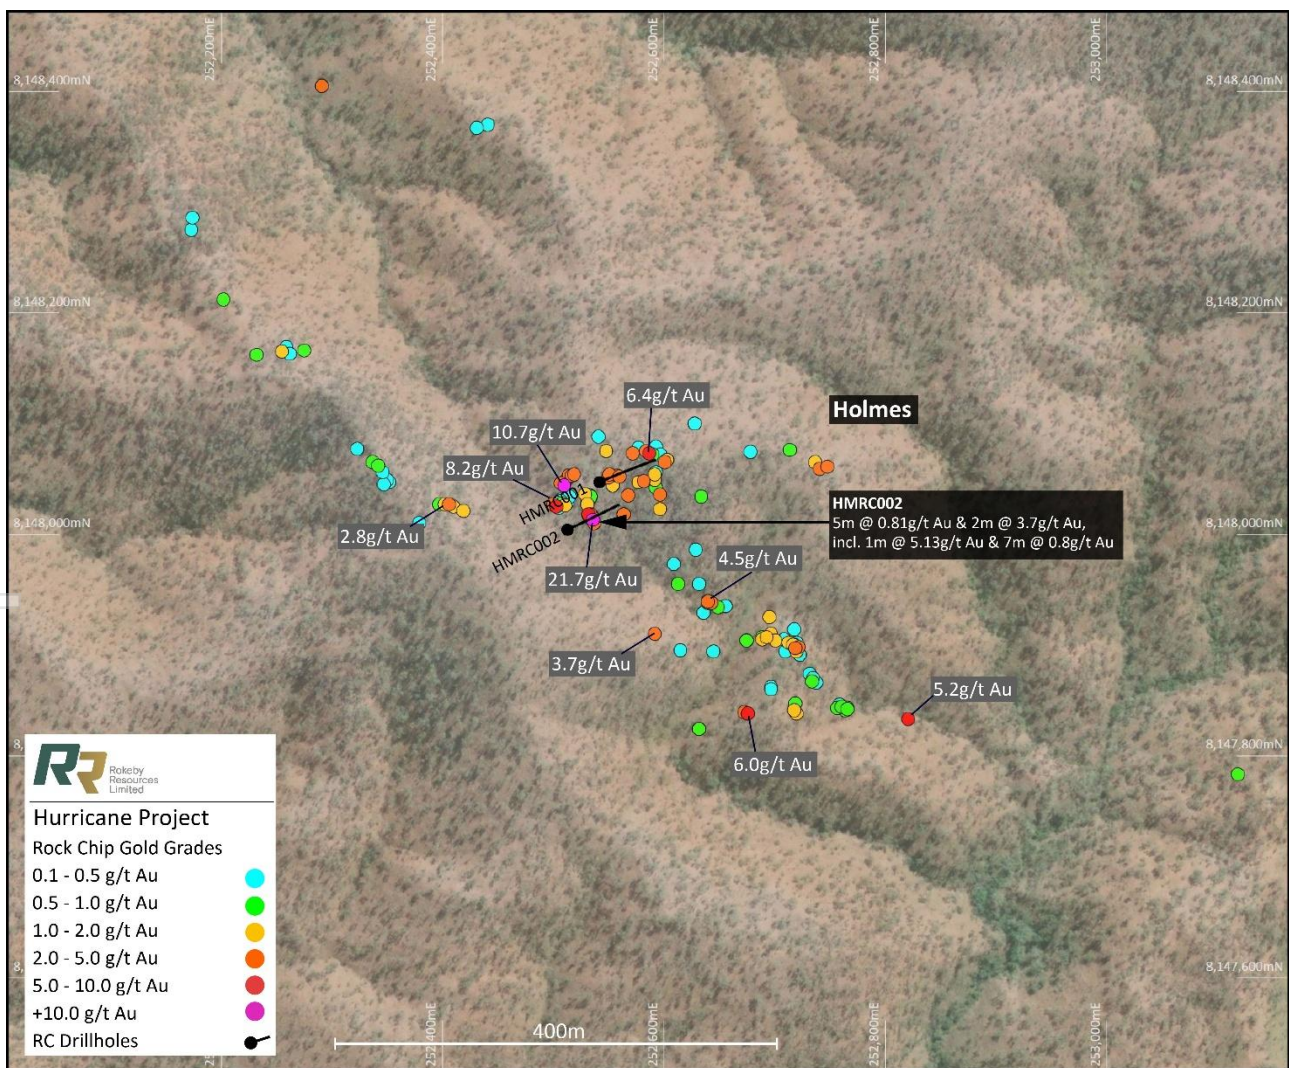 252,200mE
252,400mE
252,600mE
252,800mE
253,000mE
8,148,400mN
8,148,400mN
8,148,200mN
8,148,200mN
6.4g/t Au
Holmes
10.7g/t Au
8.2g/t Au
HMRC001
HMRC002
5m @ 0.81g/t Au & 2m @ 3.7g/t Au,
incl. 1m @ 5.13g/t Au & 7m @ 0.8g/t Au
8,148,000mN
8,148,000mN
2.8g/t Au
HMRC002
21.7g/t Au
4.5g/t Au
3.7g/t Au
5.2g/t Au
6.0g/t Au
8,147,800mN
RR
Rokeby
Resources
Limited
Hurricane Project
Rock Chip Gold Grades
0.1 - 0.5 g/t Au
0.5 - 1.0 g/t Au
1.0 - 2.0 g/t Au
2.0 - 5.0 g/t Au
5.0 - 10.0 g/t Au
+10.0 g/t Au
RC Drillholes
8,147,600mN
400m
252,400mE
252,600mE
252,800mE
253,000mE